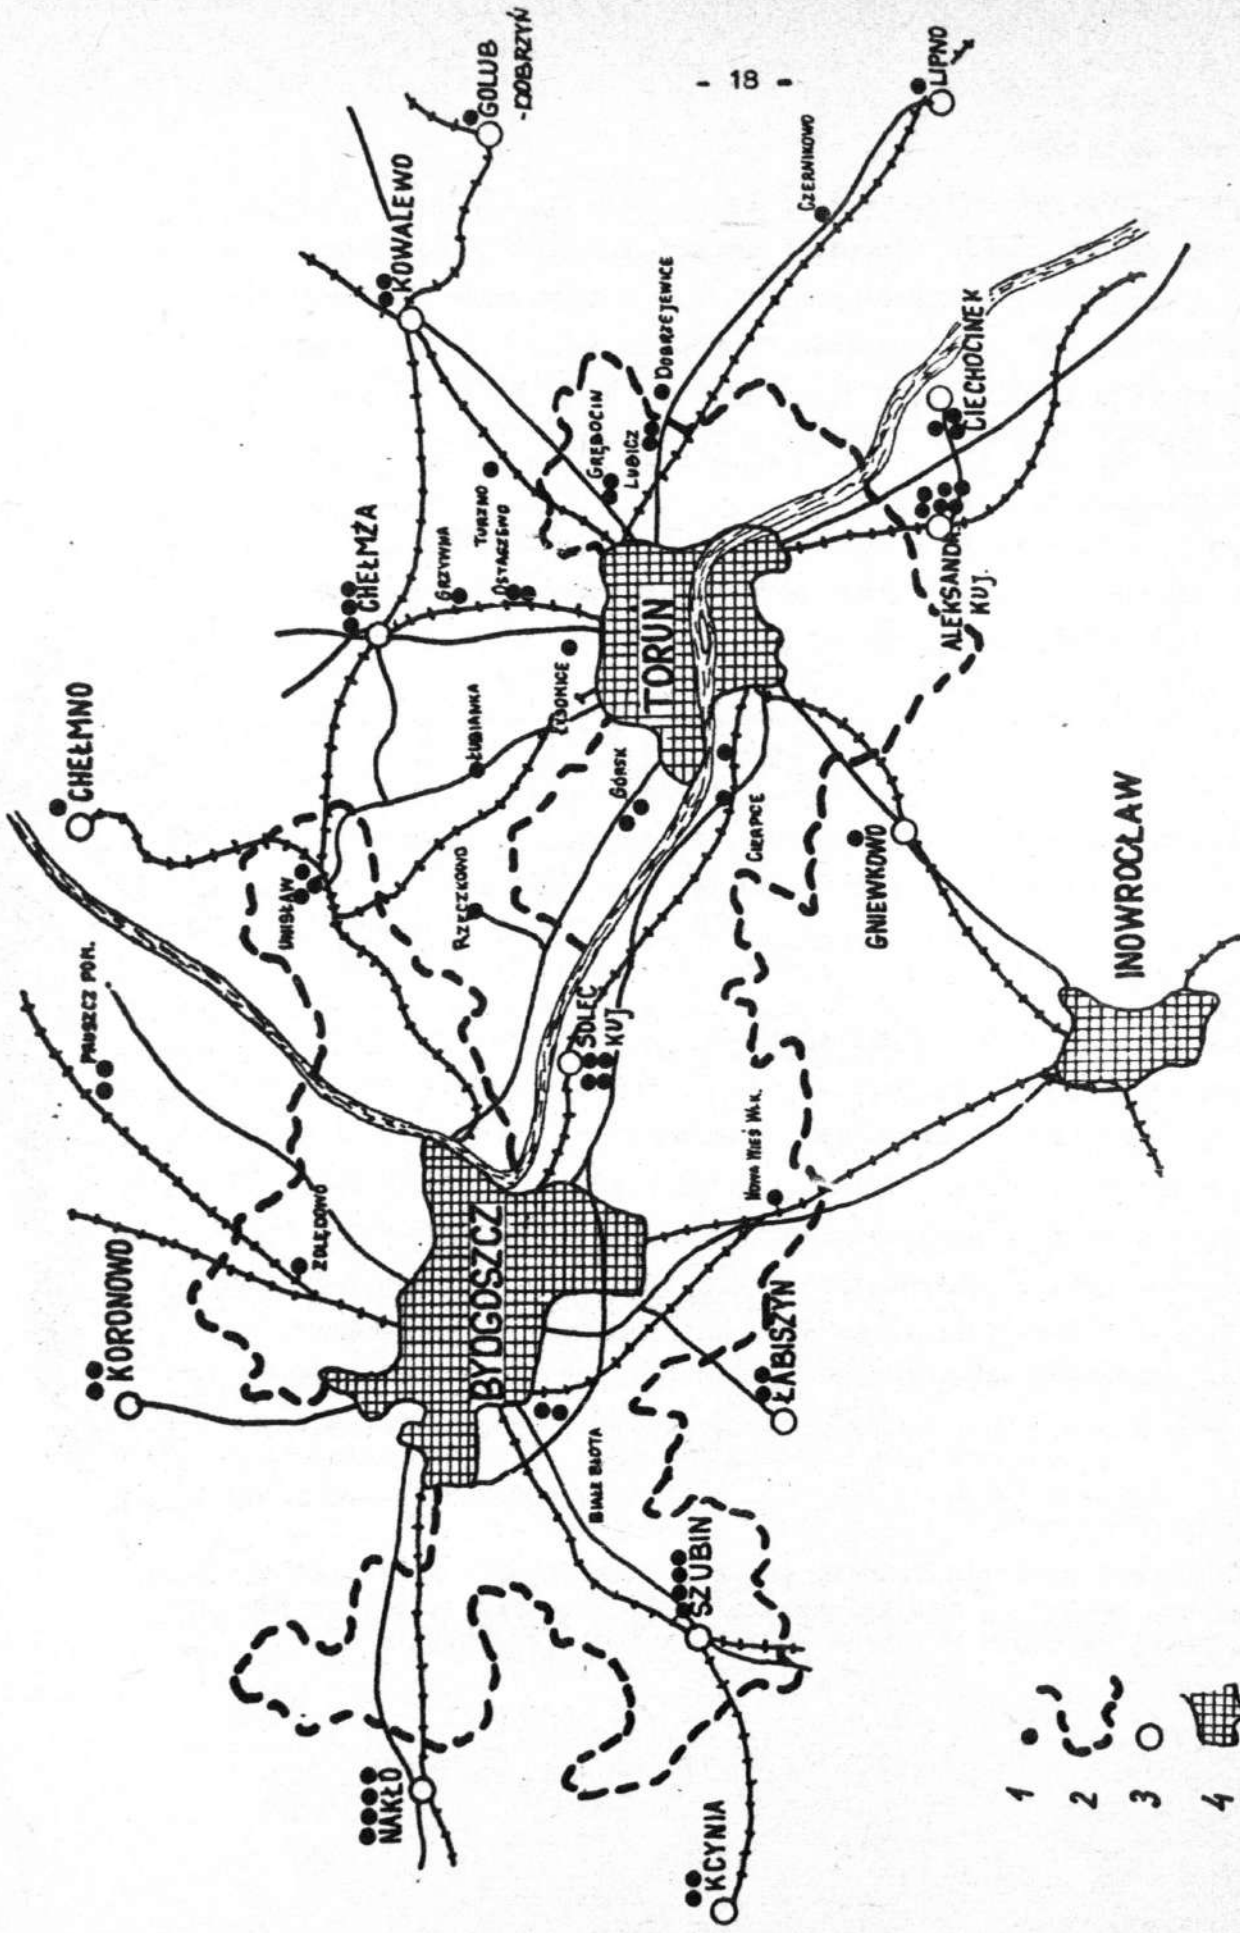 - 18 -
GOLUB
-DOBRZYŃ
LIPNO
KOWALEWO
CZERNIKOWO
DOBRZEJEWICE
CIECHOCINEK
GRĘBOCIN
LUBICZ
TURZNO
OSTASZEWO
GRZYWNA
CHEŁMŻA
ALEKSANDR
KUJ.
TORUŃ
ŁYSOMICE
ŁUBIANKA
CHEŁMNO
GÓRSK
CIERPICE
GNIEWKOWO
INOWROCŁAW
UNISŁAW
RZĘCZKOWO
PRUSZCZ POM.
SOLEC
KUJ
NOWA WIEŚ WLK.
ŻOŁĘDOWO
KORONOWO
BYDGOSZCZ
ŁABISZYN
BIAŁE BŁOTA
SZUBIN
NAKŁO
KCYNIA
1
2
3
4